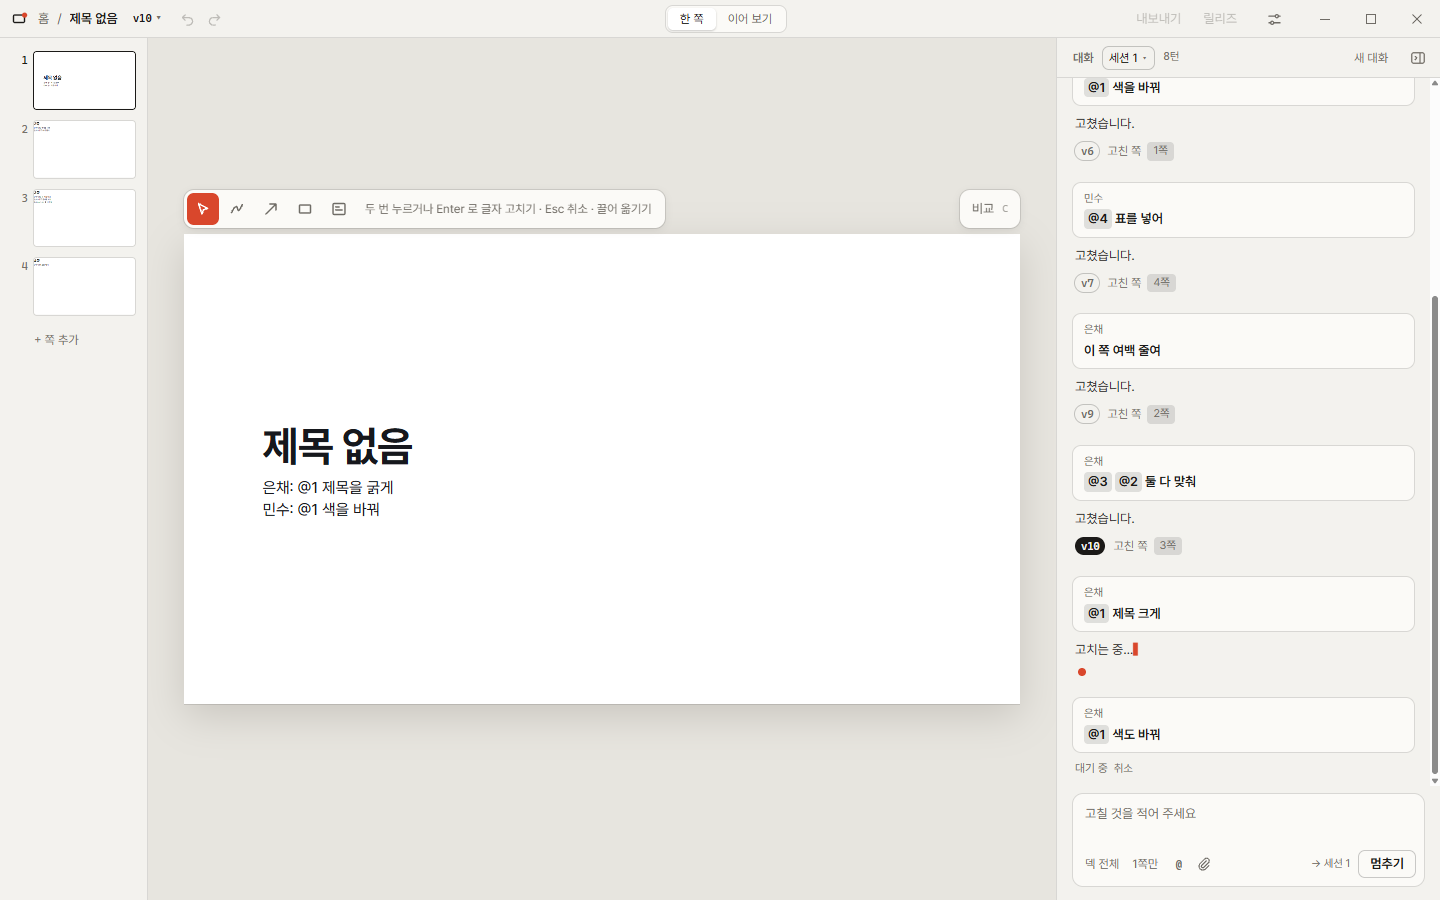 홈 / 제목 없음 v10
한 쪽 이어 보기
내보내기 릴리즈
1
제목 없음
2
3
4
+ 쪽 추가
두 번 누르거나 Enter 로 글자 고치기 · Esc 취소 · 끌어 옮기기
비교 C
제목 없음
은채: @1 제목을 굵게
민수: @1 색을 바꿔
대화 세션 1 8턴 새 대화
@1 색을 바꿔
고쳤습니다.
v6 고친 쪽 1쪽
민수
@4 표를 넣어
고쳤습니다.
v7 고친 쪽 4쪽
은채
이 쪽 여백 줄여
고쳤습니다.
v9 고친 쪽 2쪽
은채
@3 @2 둘 다 맞춰
고쳤습니다.
v10 고친 쪽 3쪽
은채
@1 제목 크게
고치는 중...
은채
@1 색도 바꿔
대기 중 취소
고칠 것을 적어 주세요
덱 전체 1쪽만 @ → 세션 1 멈추기